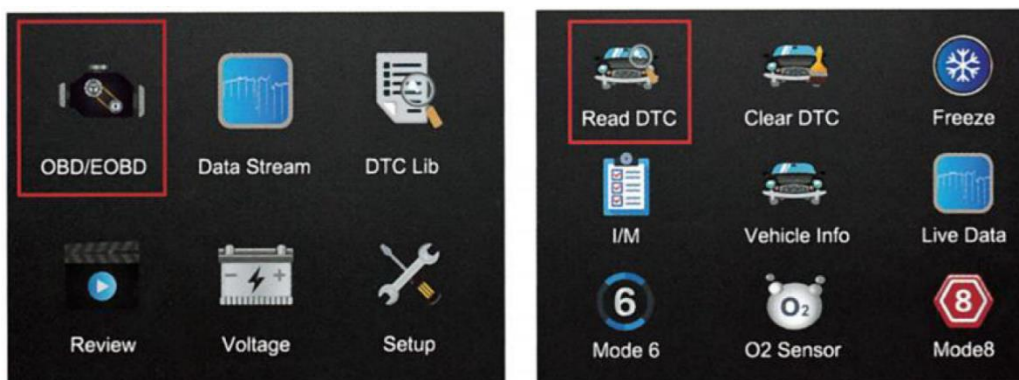 OBD/EOBD Data Stream DTC Lib
Review Voltage Setup
Read DTC Clear DTC Freeze
I/M Vehicle Info Live Data
6 O2 8
Mode 6 O2 Sensor Mode8